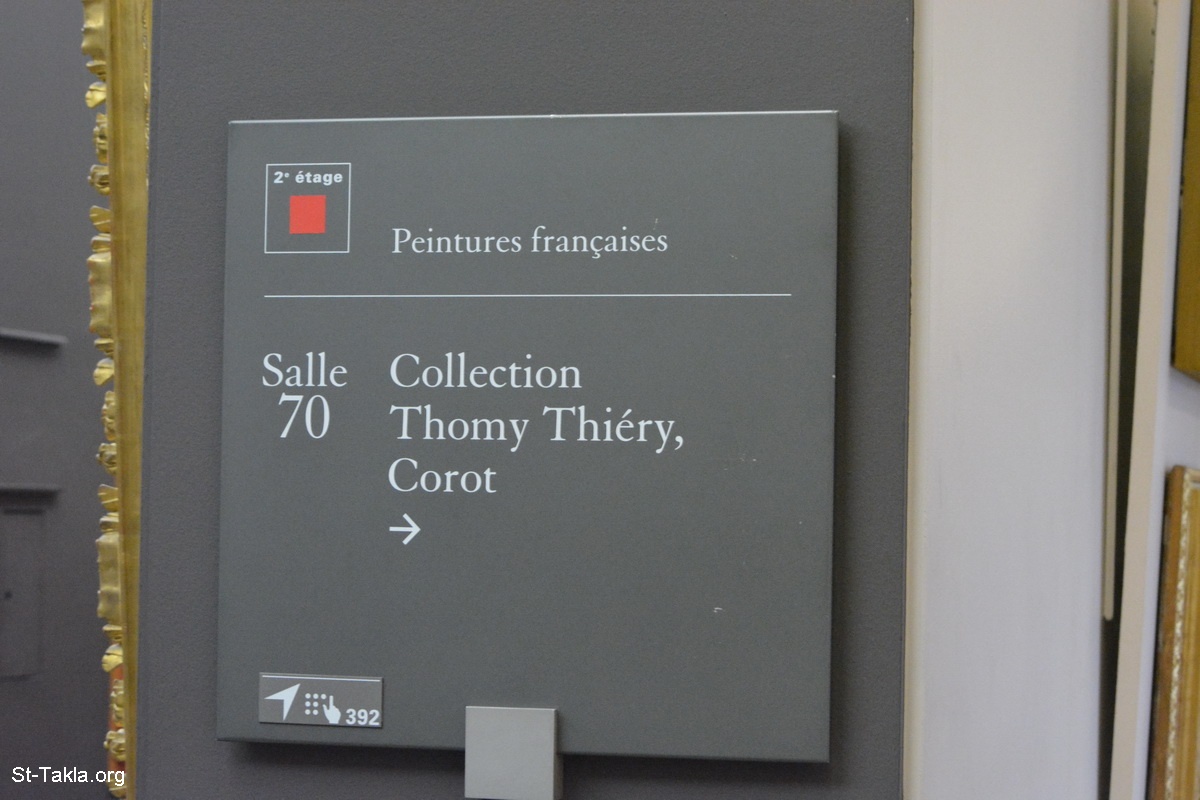 2e étage
Peintures françaises
Salle
70
Collection
Thomy Thiéry,
Corot
→
392
St-Takla.org